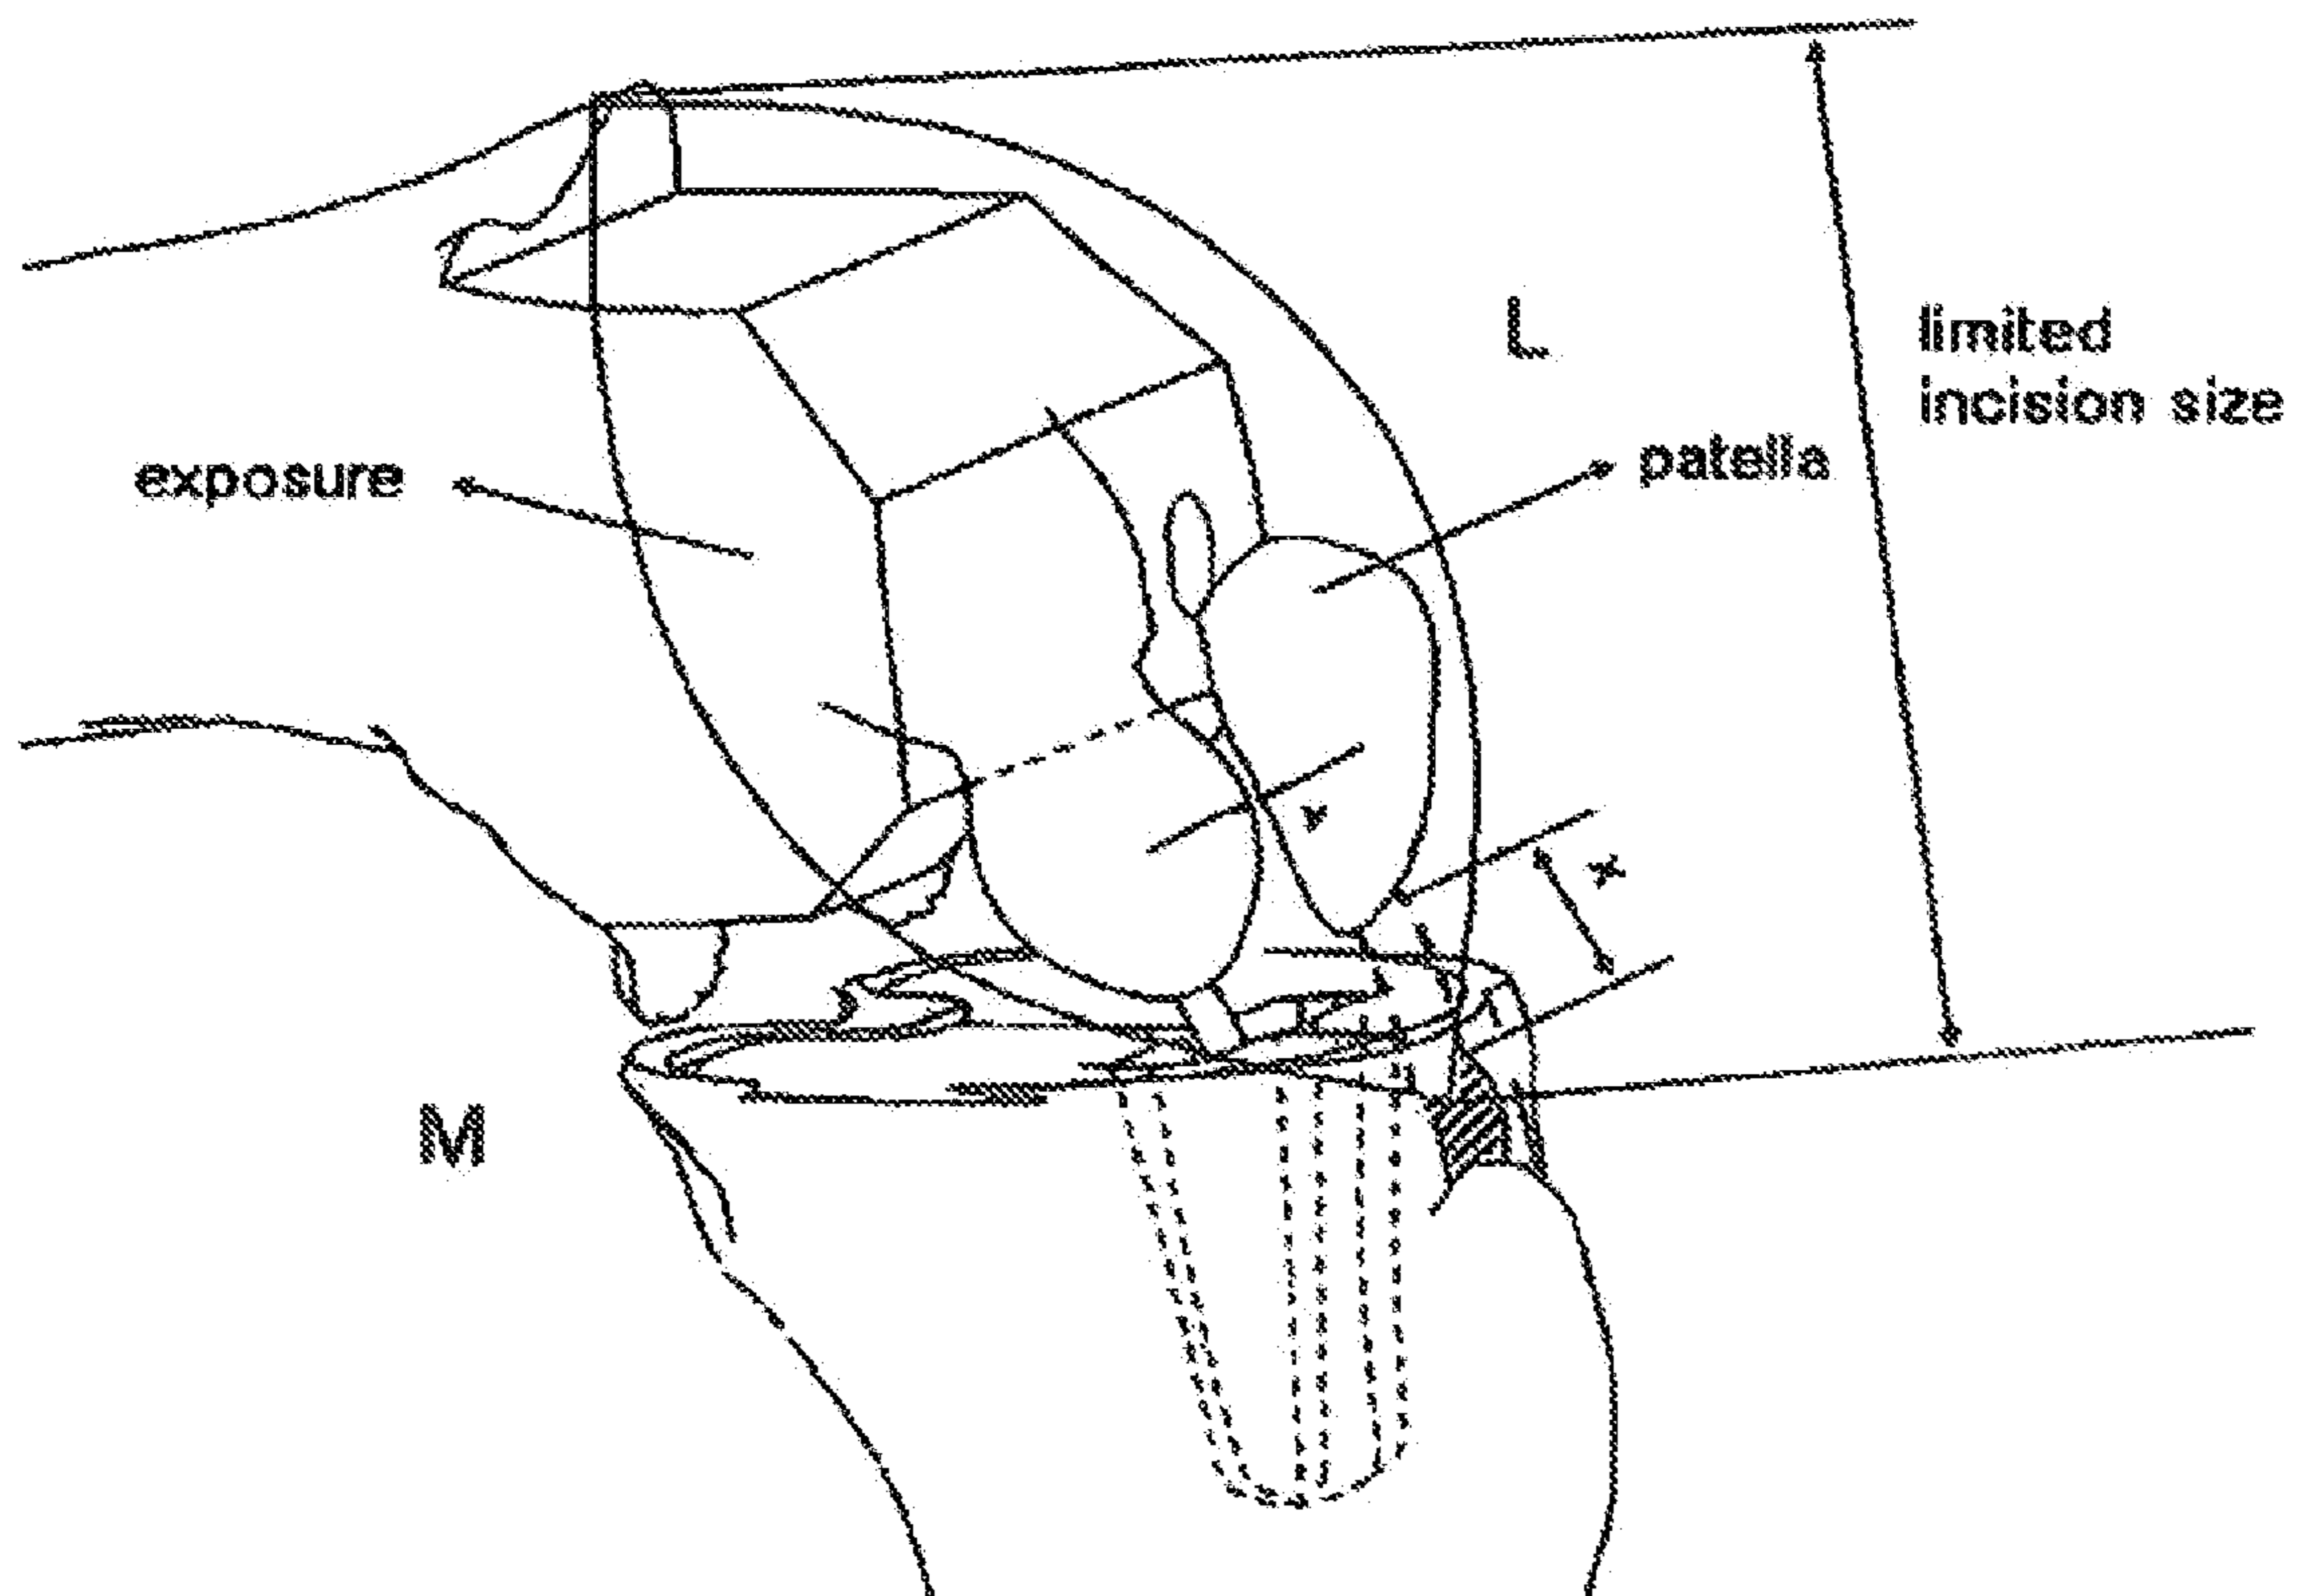 L
limited
incision size
exposure
patella
x
M